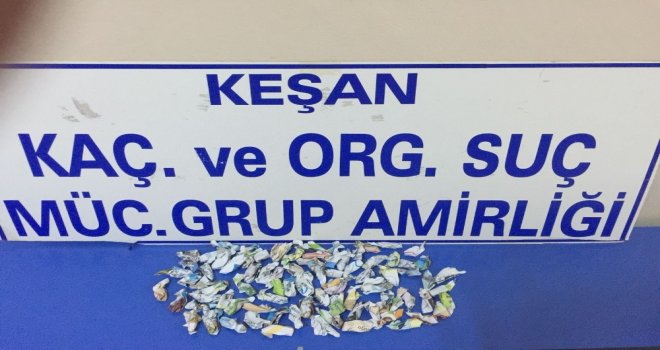 KEŞAN
KAÇ. ve ORG. SUÇ
MÜC.GRUP AMİRLİĞİ